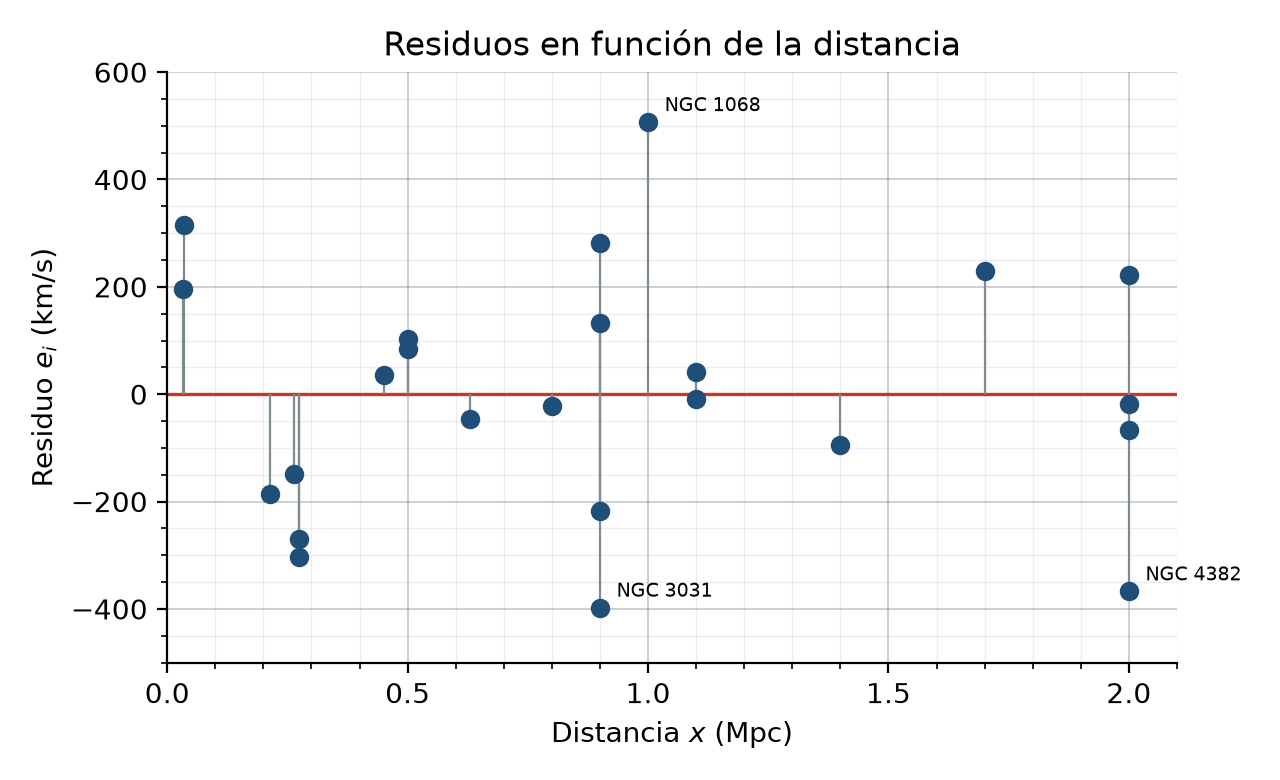 Residuos en función de la distancia
600
400
200
0
−200
−400
Residuo eᵢ (km/s)
NGC 1068
NGC 3031
NGC 4382
0.0 0.5 1.0 1.5 2.0
Distancia x (Mpc)